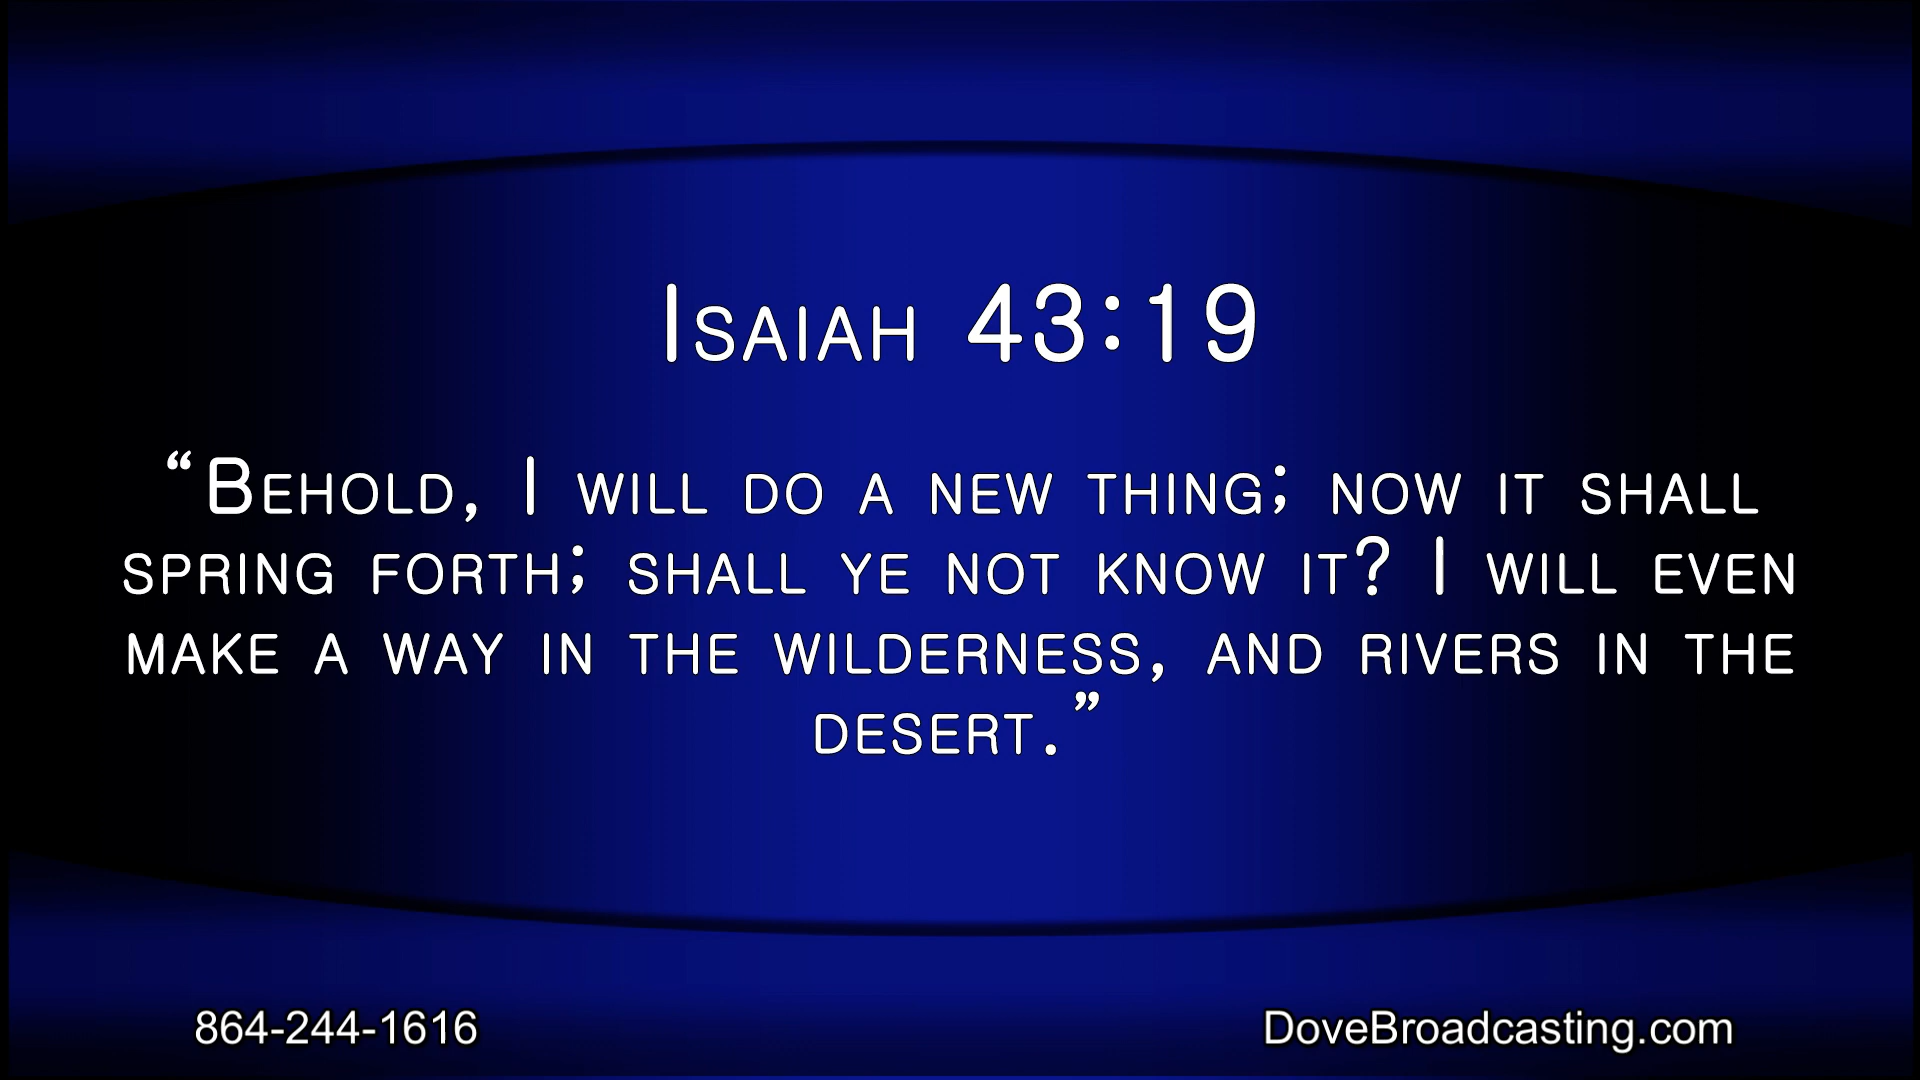 Isaiah 43:19
“Behold, I will do a new thing; now it shall
spring forth; shall ye not know it? I will even
make a way in the wilderness, and rivers in the
desert.”
864-244-1616
DoveBroadcasting.com